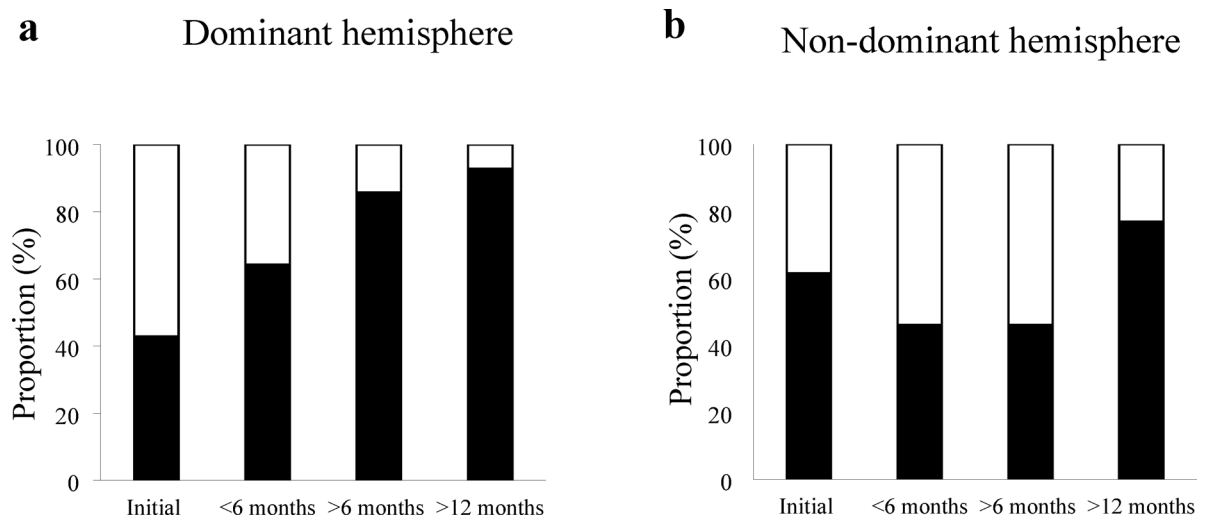 a
Dominant hemisphere
Proportion (%)
100
80
60
40
20
0
Initial <6 months >6 months >12 months
b
Non-dominant hemisphere
Proportion (%)
100
80
60
40
20
0
Initial <6 months >6 months >12 months